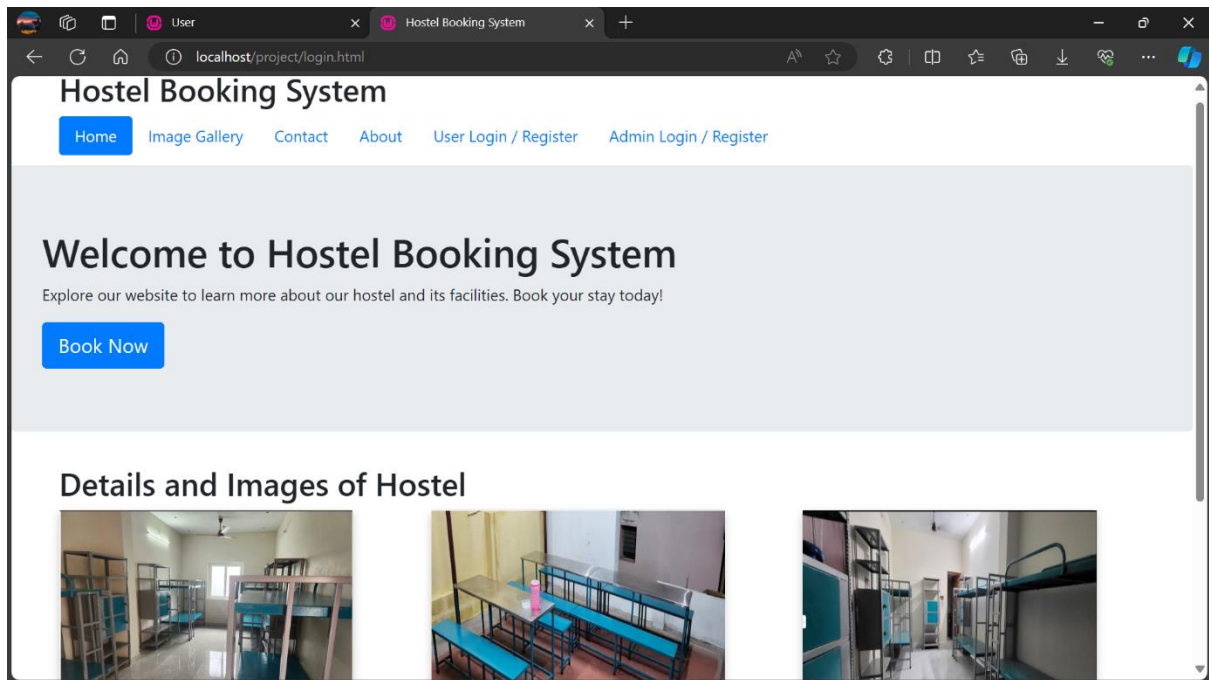 User
Hostel Booking System
localhost/project/login.html
Hostel Booking System
Home Image Gallery Contact About User Login / Register Admin Login / Register
Welcome to Hostel Booking System
Explore our website to learn more about our hostel and its facilities. Book your stay today!
Book Now
Details and Images of Hostel